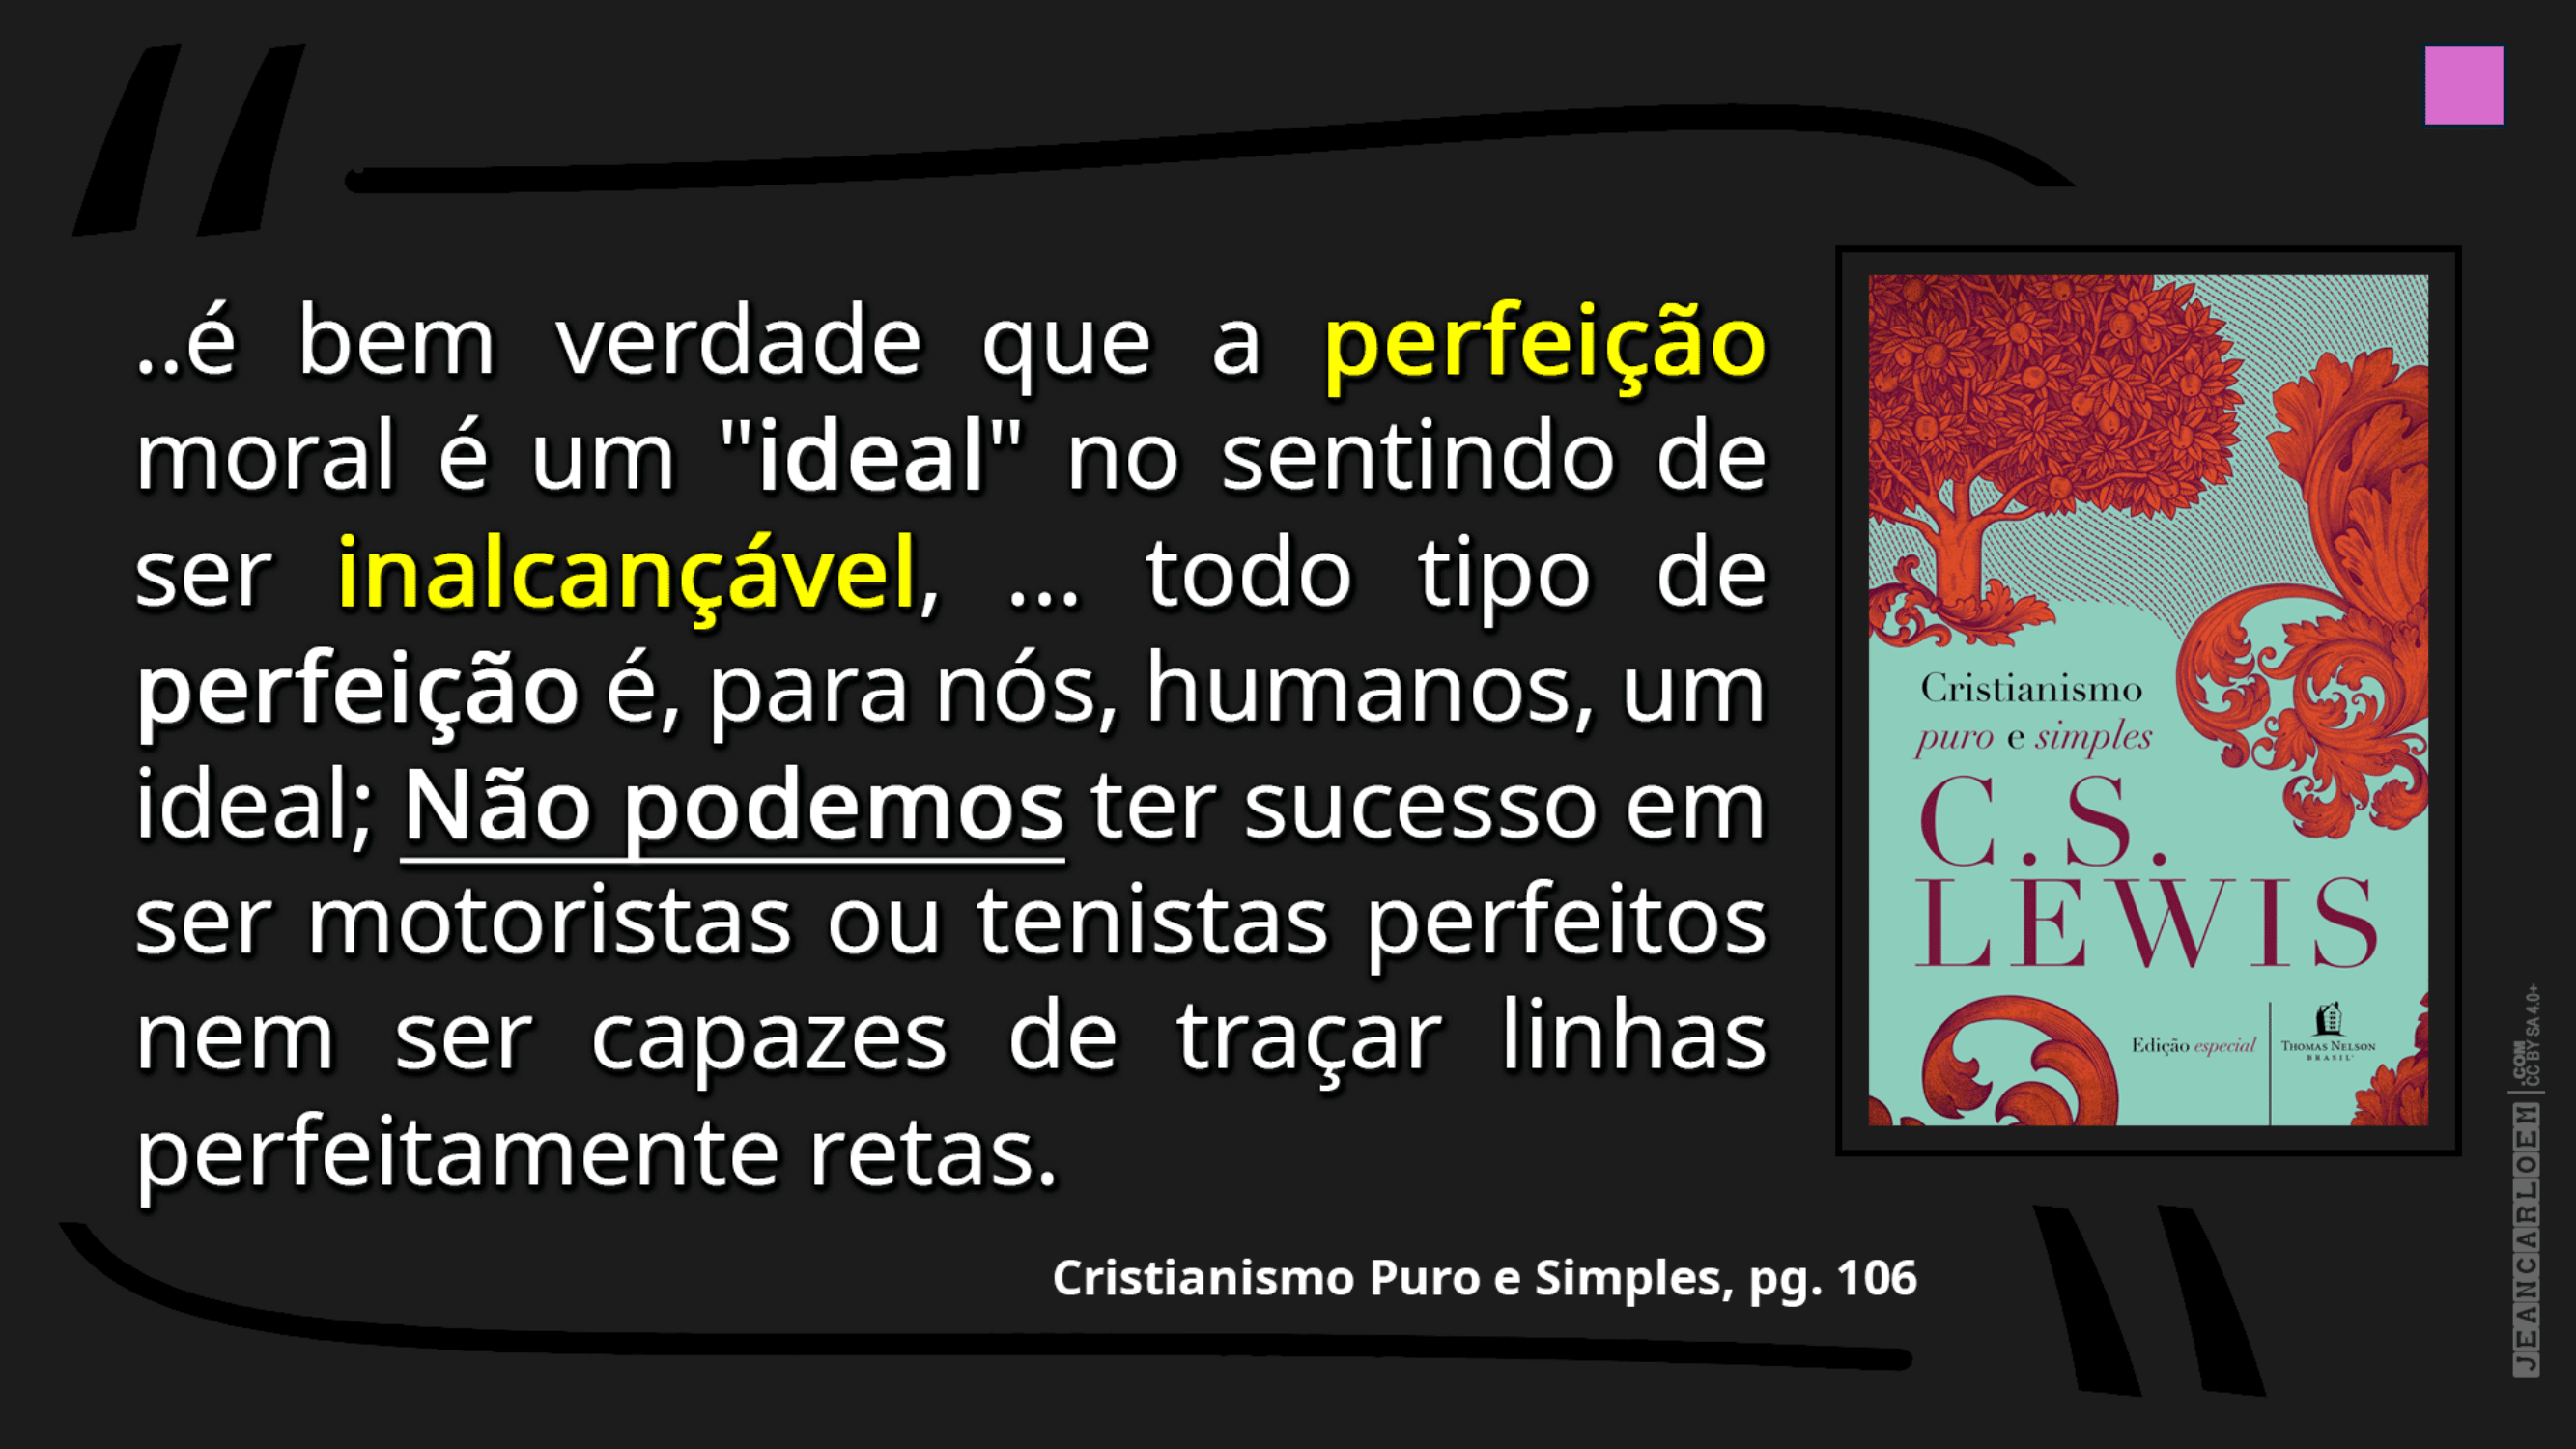 ..é bem verdade que a perfeição
moral é um "ideal" no sentindo de
ser inalcançável, ... todo tipo de
perfeição é, para nós, humanos, um
ideal; Não podemos ter sucesso em
ser motoristas ou tenistas perfeitos
nem ser capazes de traçar linhas
perfeitamente retas.
Cristianismo Puro e Simples, pg. 106
Cristianismo
puro e simples
C.S.
LEWIS
Edição especial
THOMAS NELSON
BRASIL
JEANCARLOEM
.COM
CC BY SA 4.0+